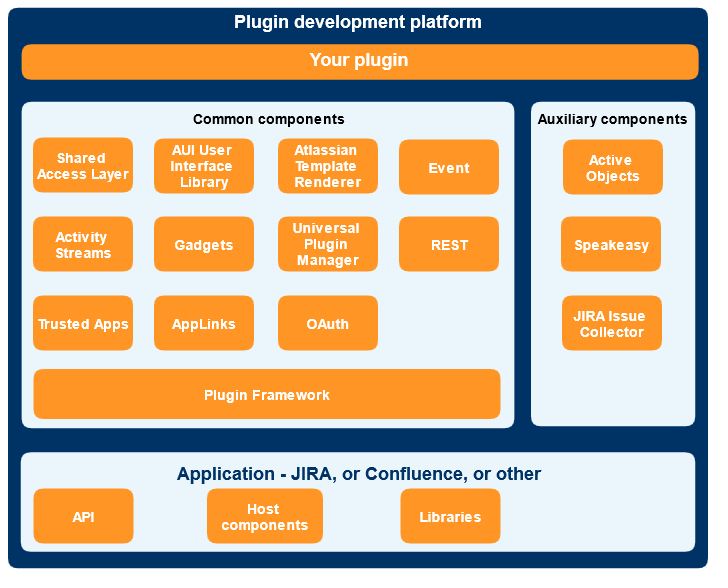 Plugin development platform
Your plugin
Common components
Shared
Access Layer
AUI User
Interface
Library
Atlassian
Template
Renderer
Event
Activity
Streams
Gadgets
Universal
Plugin
Manager
REST
Trusted Apps
AppLinks
OAuth
Plugin Framework
Auxiliary components
Active
Objects
Speakeasy
JIRA Issue
Collector
Application - JIRA, or Confluence, or other
API
Host
components
Libraries